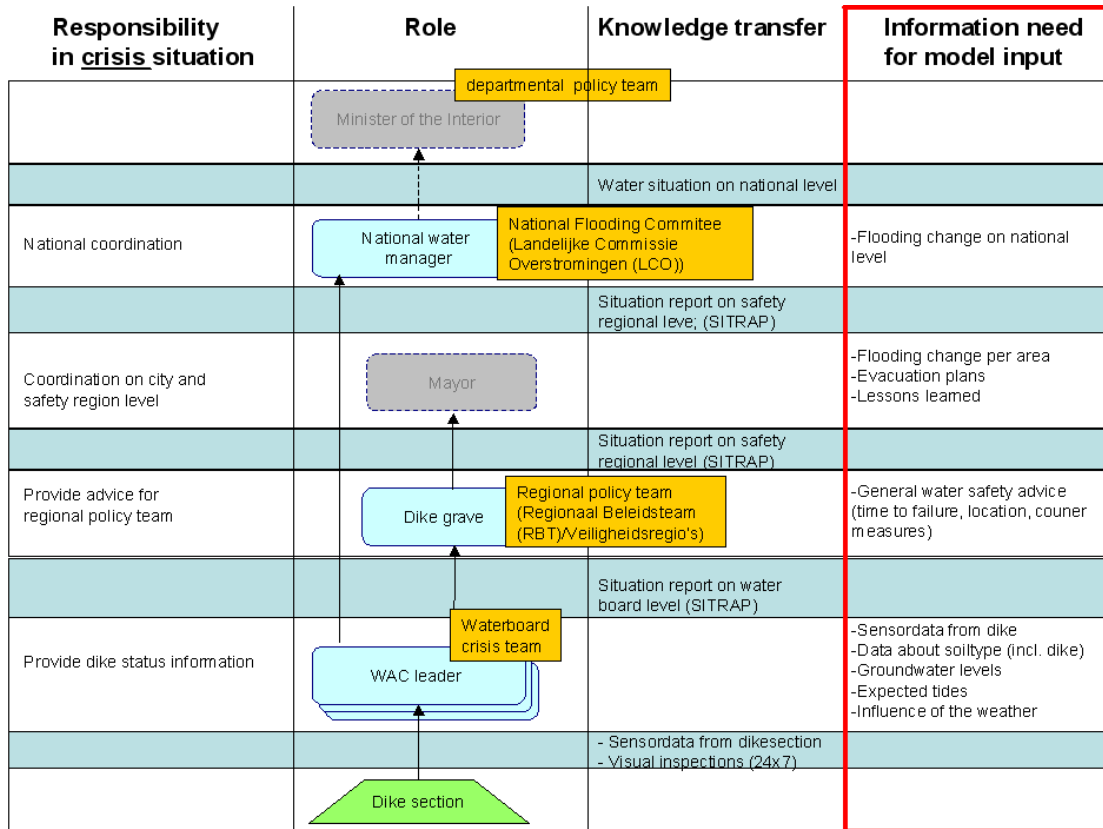 Responsibility
in crisis situation
Role
Knowledge transfer
Information need
for model input
departmental policy team
Minister of the Interior
Water situation on national level
National coordination
National water
manager
National Flooding Commitee
(Landelijke Commissie
Overstromingen (LCO))
-Flooding change on national
level
Situation report on safety
regional leve; (SITRAP)
Coordination on city and
safety region level
Mayor
-Flooding change per area
-Evacuation plans
-Lessons learned
Situation report on safety
regional level (SITRAP)
Provide advice for
regional policy team
Dike grave
Regional policy team
(Regionaal Beleidsteam
(RBT)/Veiligheidsregio's)
-General water safety advice
(time to failure, location, couner
measures)
Situation report on water
board level (SITRAP)
Waterboard
crisis team
Provide dike status information
WAC leader
-Sensordata from dike
-Data about soiltype (incl. dike)
-Groundwater levels
-Expected tides
-Influence of the weather
- Sensordata from dikesection
- Visual inspections (24x7)
Dike section